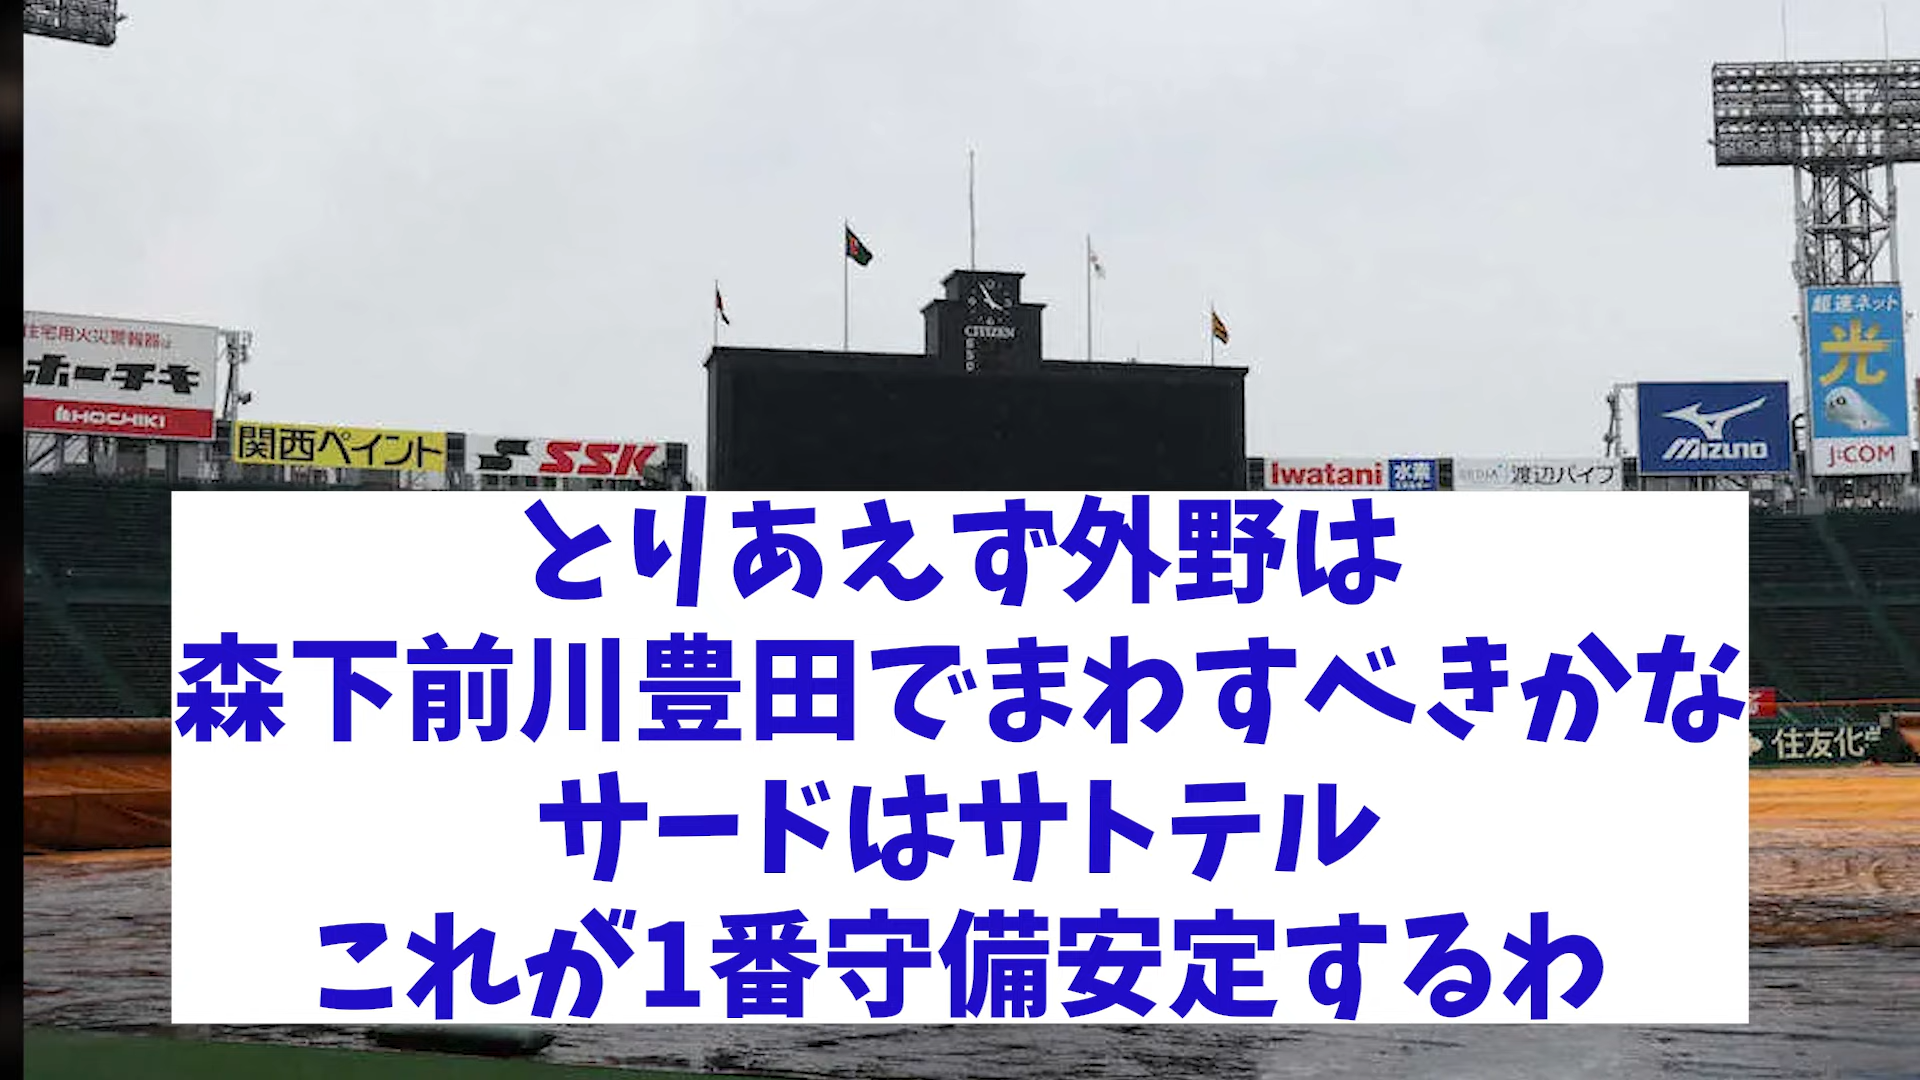 住宅用火災警報器は
ホーチキ
HOCHIKI
関西ペイント
SSK
CITIZEN
Iwatani
水素
渡辺パイプ
MIZUNO
超速ネット
光
J:COM
住友化
とりあえず外野は
森下前川豊田でまわすべきかな
サードはサトテル
これが1番守備安定するわ